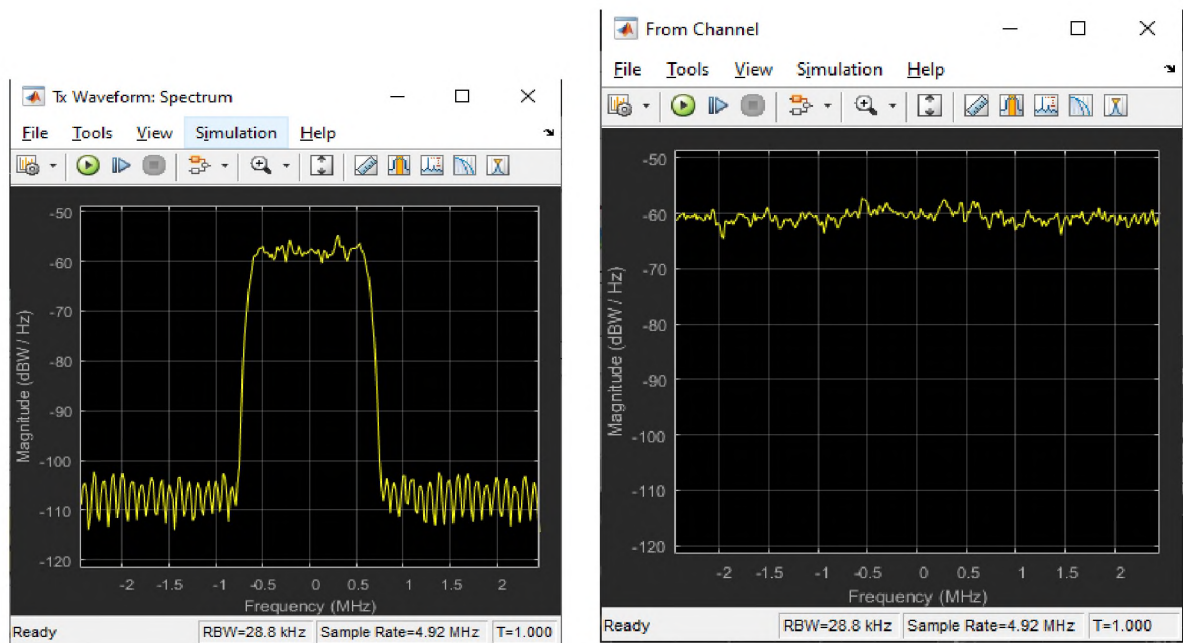 Tx Waveform: Spectrum
File Tools View Simulation Help
-50
-60
-70
-80
-90
-100
-110
-120
Magnitude (dBW / Hz)
-2 -1.5 -1 -0.5 0 0.5 1 1.5 2
Frequency (MHz)
Ready RBW=28.8 kHz Sample Rate=4.92 MHz T=1.000
From Channel
File Tools View Simulation Help
-50
-60
-70
-80
-90
-100
-110
-120
Magnitude (dBW / Hz)
-2 -1.5 -1 -0.5 0 0.5 1 1.5 2
Frequency (MHz)
Ready RBW=28.8 kHz Sample Rate=4.92 MHz T=1.000